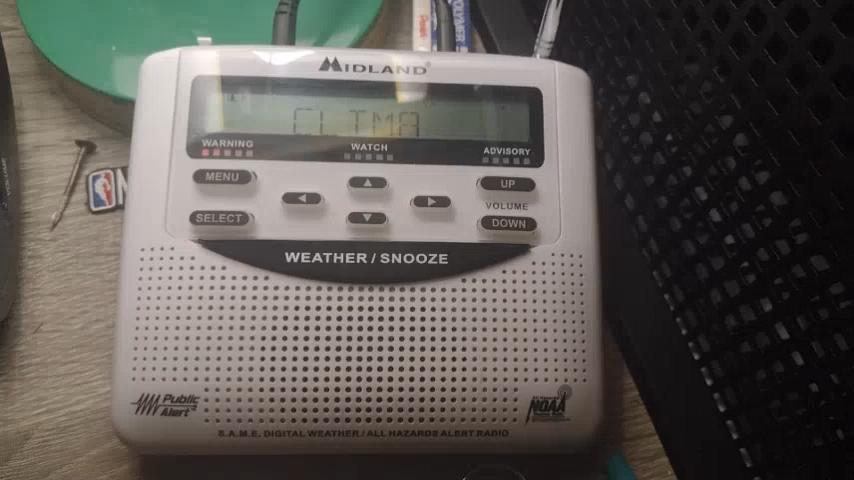 MIDLAND
CLTMA
WARNING
WATCH
ADVISORY
MENU
UP
VOLUME
SELECT
DOWN
WEATHER / SNOOZE
Public
Alert
NOAA
S.A.M.E. DIGITAL WEATHER / ALL HAZARDS ALERT RADIO